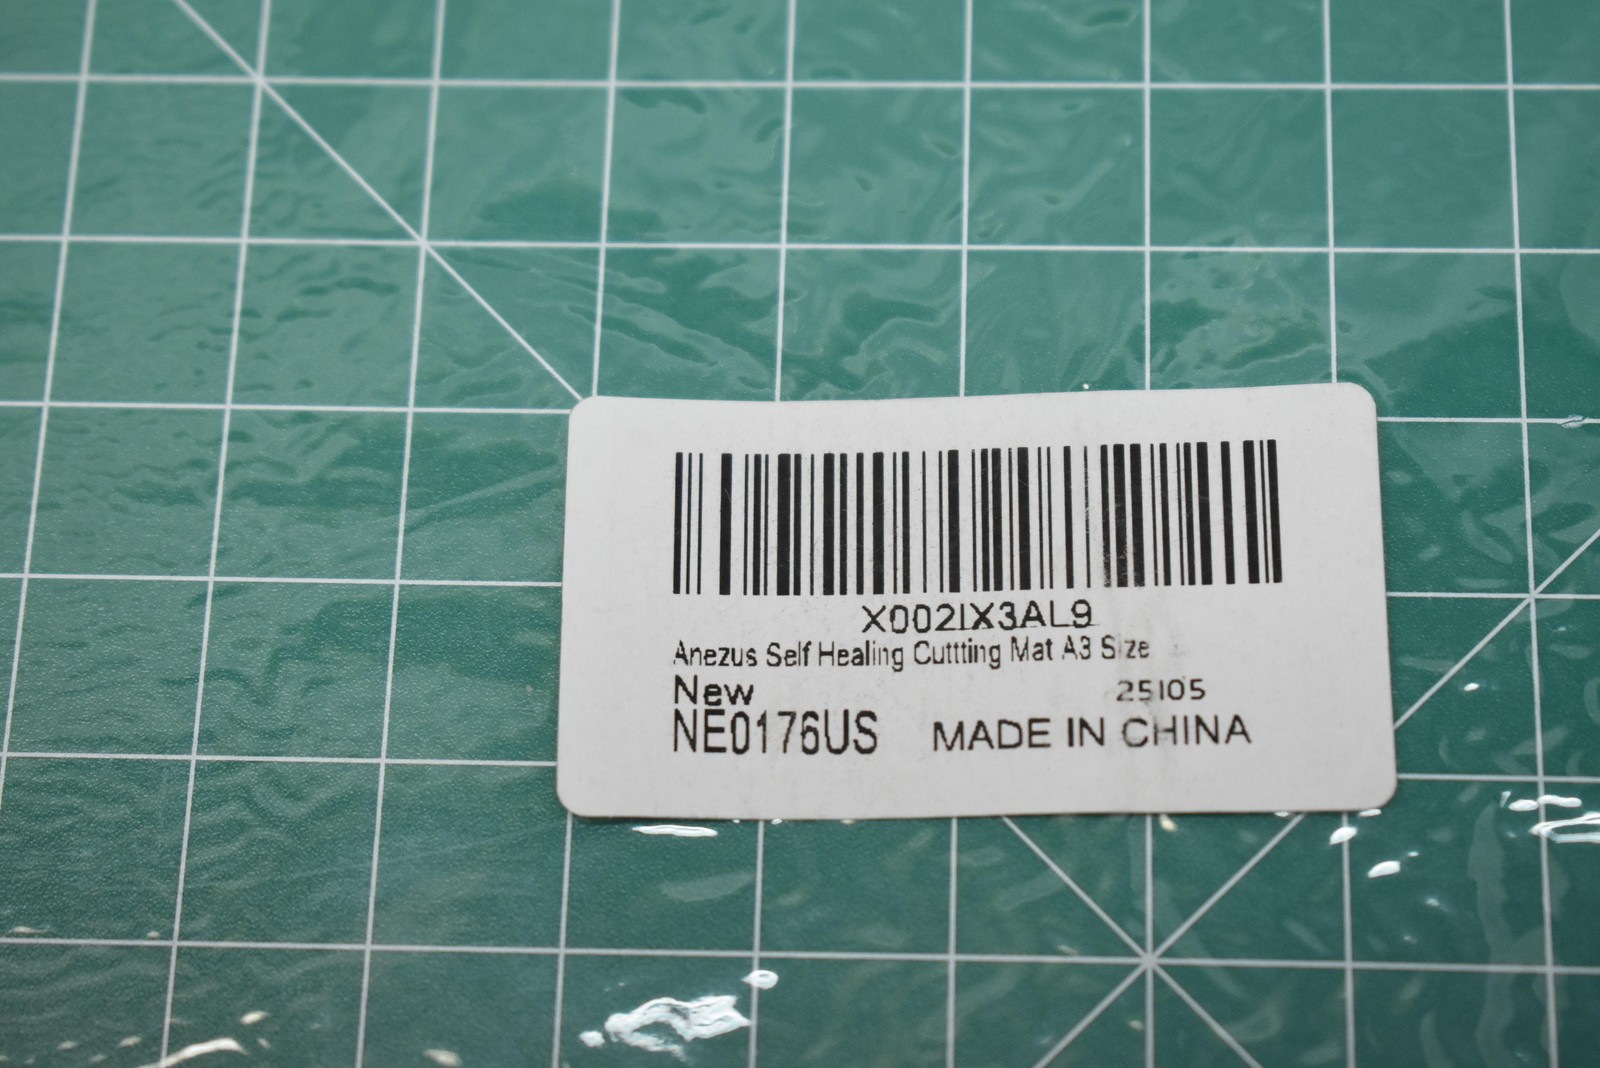 X002IX3AL9
Anezus Self Healing Cuttting Mat A3 Size
New 25105
NE0176US MADE IN CHINA